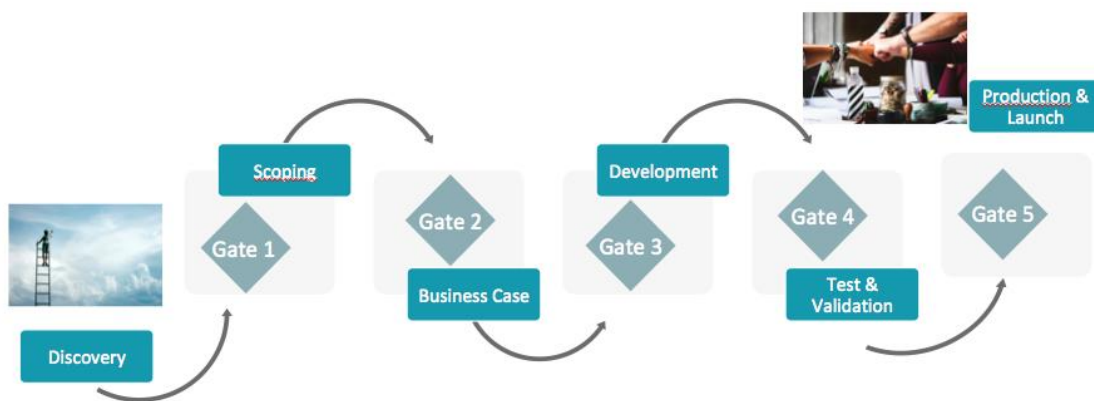 Discovery
Gate 1
Scoping
Gate 2
Business Case
Gate 3
Development
Gate 4
Test &
Validation
Gate 5
Production &
Launch